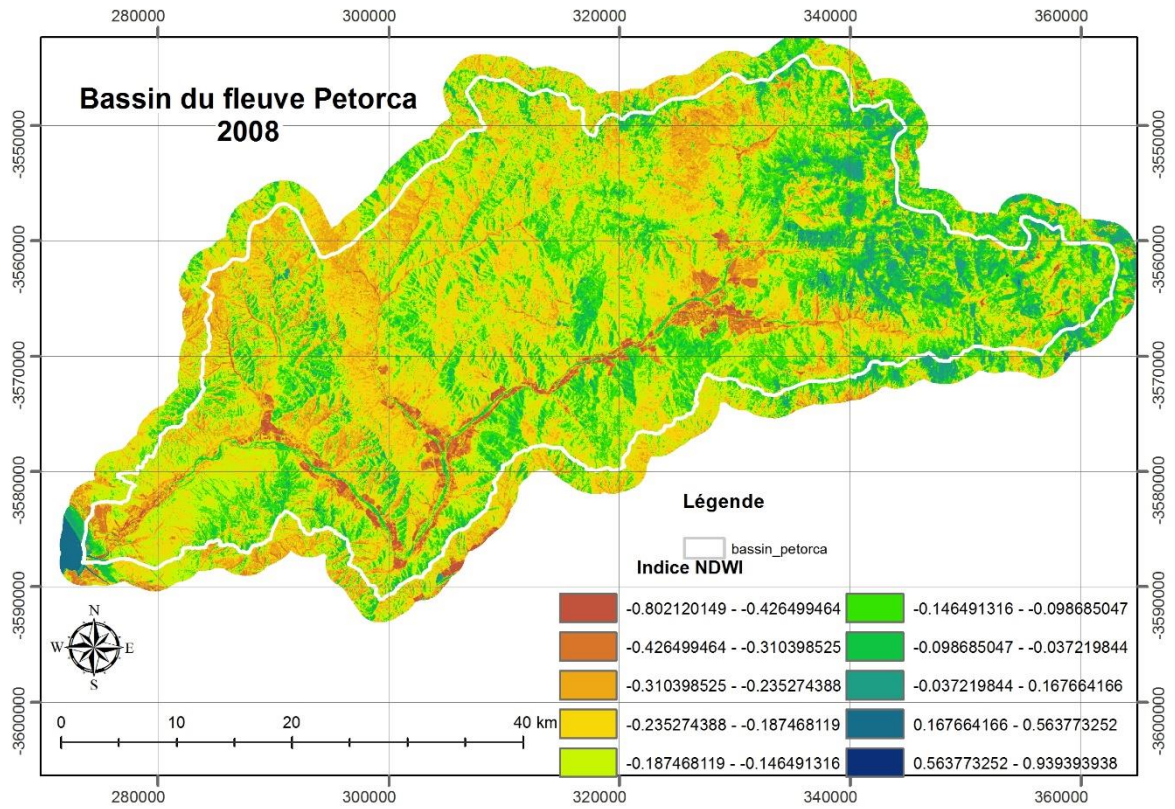 280000 300000 320000 340000 360000
Bassin du fleuve Petorca
2008
-3550000 -3550000
-3560000 -3560000
-3570000 -3570000
-3580000 -3580000
-3590000 -3590000
-3600000 -3600000
Légende
bassin_petorca
Indice NDWI
-0.802120149 - -0.426499464
-0.426499464 - -0.310398525
-0.310398525 - -0.235274388
-0.235274388 - -0.187468119
-0.187468119 - -0.146491316
-0.146491316 - -0.098685047
-0.098685047 - -0.037219844
-0.037219844 - 0.167664166
0.167664166 - 0.563773252
0.563773252 - 0.939393938
N
W E
S
0 10 20 40 km
280000 300000 320000 340000 360000